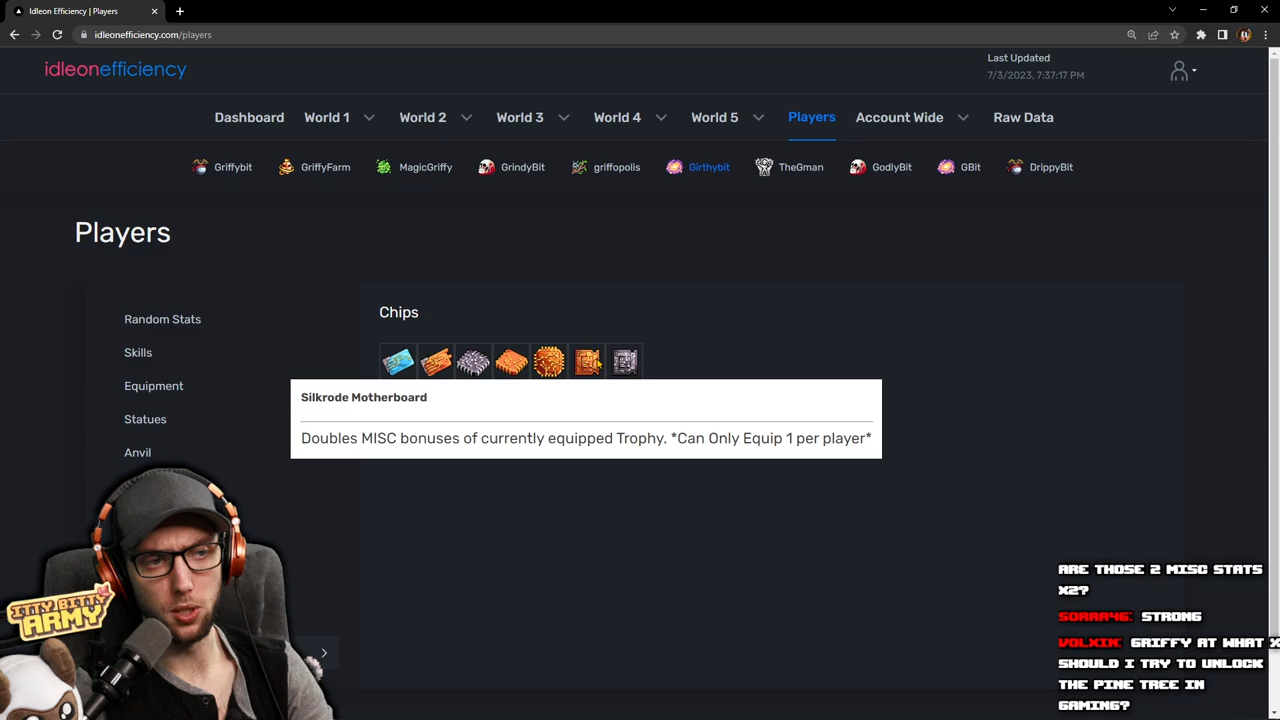 Idleon Efficiency | Players
idleonefficiency.com/players
idleonefficiency
Last Updated
7/3/2023, 7:37:17 PM
Dashboard World 1 World 2 World 3 World 4 World 5 Players Account Wide Raw Data
Griffybit GriffyFarm MagicGriffy GrindyBit griffopolis Girthybit TheGman GodlyBit GBit DrippyBit
Players
Random Stats
Skills
Equipment
Statues
Anvil
Chips
Silkrode Motherboard
Doubles MISC bonuses of currently equipped Trophy. *Can Only Equip 1 per player*
ITTY BITTY
ARMY
ARE THOSE 2 MISC STATS
X2?
SORAR46: STRONG
VOLXIN: GRIFFY AT WHAT X
SHOULD I TRY TO UNLOCK
THE PINE TREE IN
GAMING?